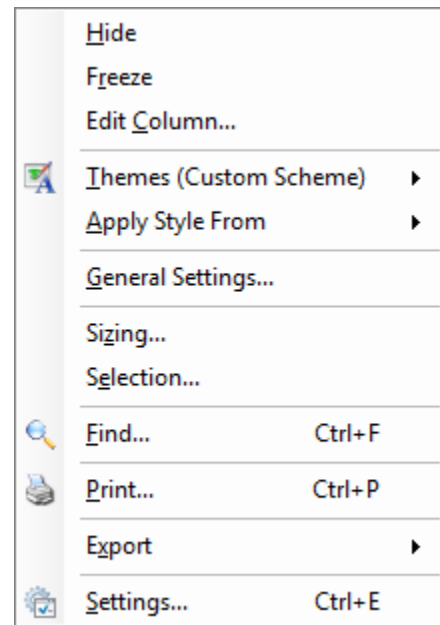 Hide
Freeze
Edit Column...
Themes (Custom Scheme)
Apply Style From
General Settings...
Sizing...
Selection...
Find... Ctrl+F
Print... Ctrl+P
Export
Settings... Ctrl+E